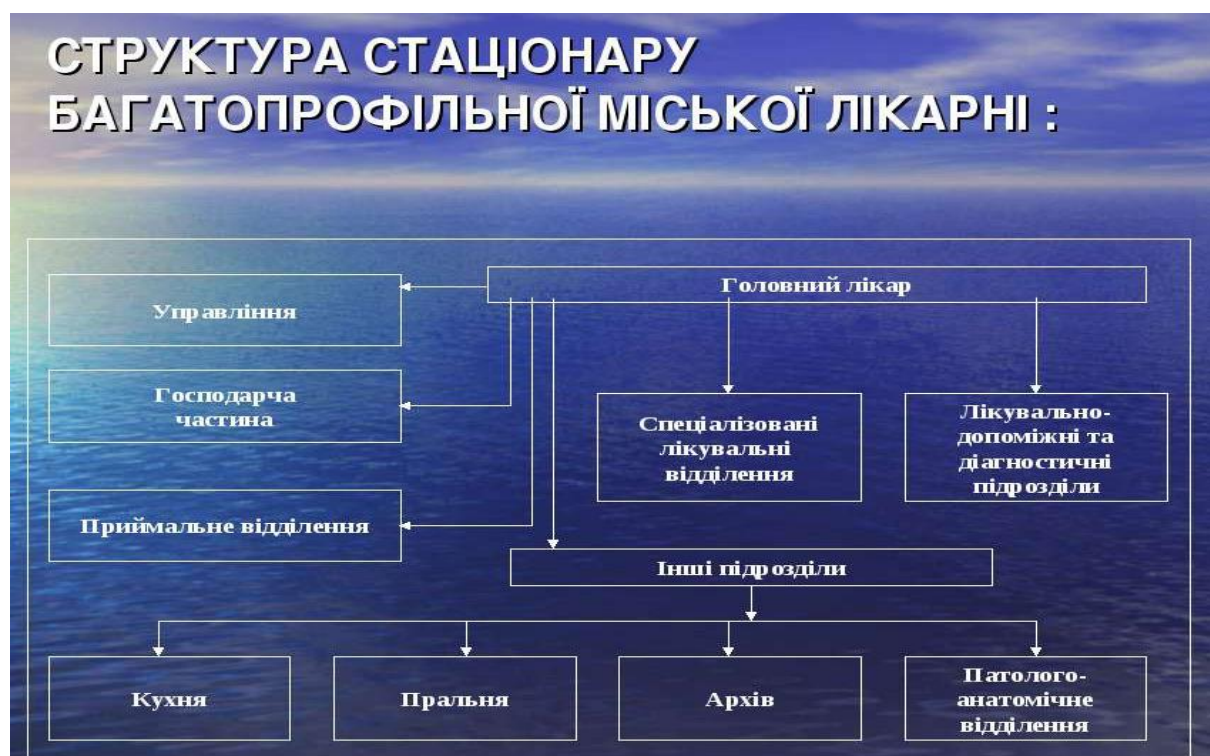 СТРУКТУРА СТАЦІОНАРУ
БАГАТОПРОФІЛЬНОЇ МІСЬКОЇ ЛІКАРНІ :
Головний лікар
Управління
Господарча
частина
Приймальне відділення
Спеціалізовані
лікувальні
відділення
Лікувально-
допоміжні та
діагностичні
підрозділи
Інші підрозділи
Кухня
Пральня
Архів
Патолого-
анатомічне
відділення